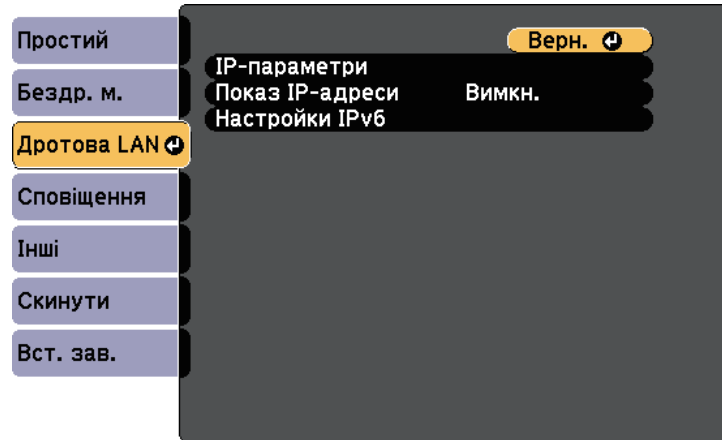 Простий
Бездр. м.
Дротова LAN
Сповіщення
Інші
Скинути
Вст. зав.
Верн.
IP-параметри
Показ IP-адреси Вимкн.
Настройки IPv6